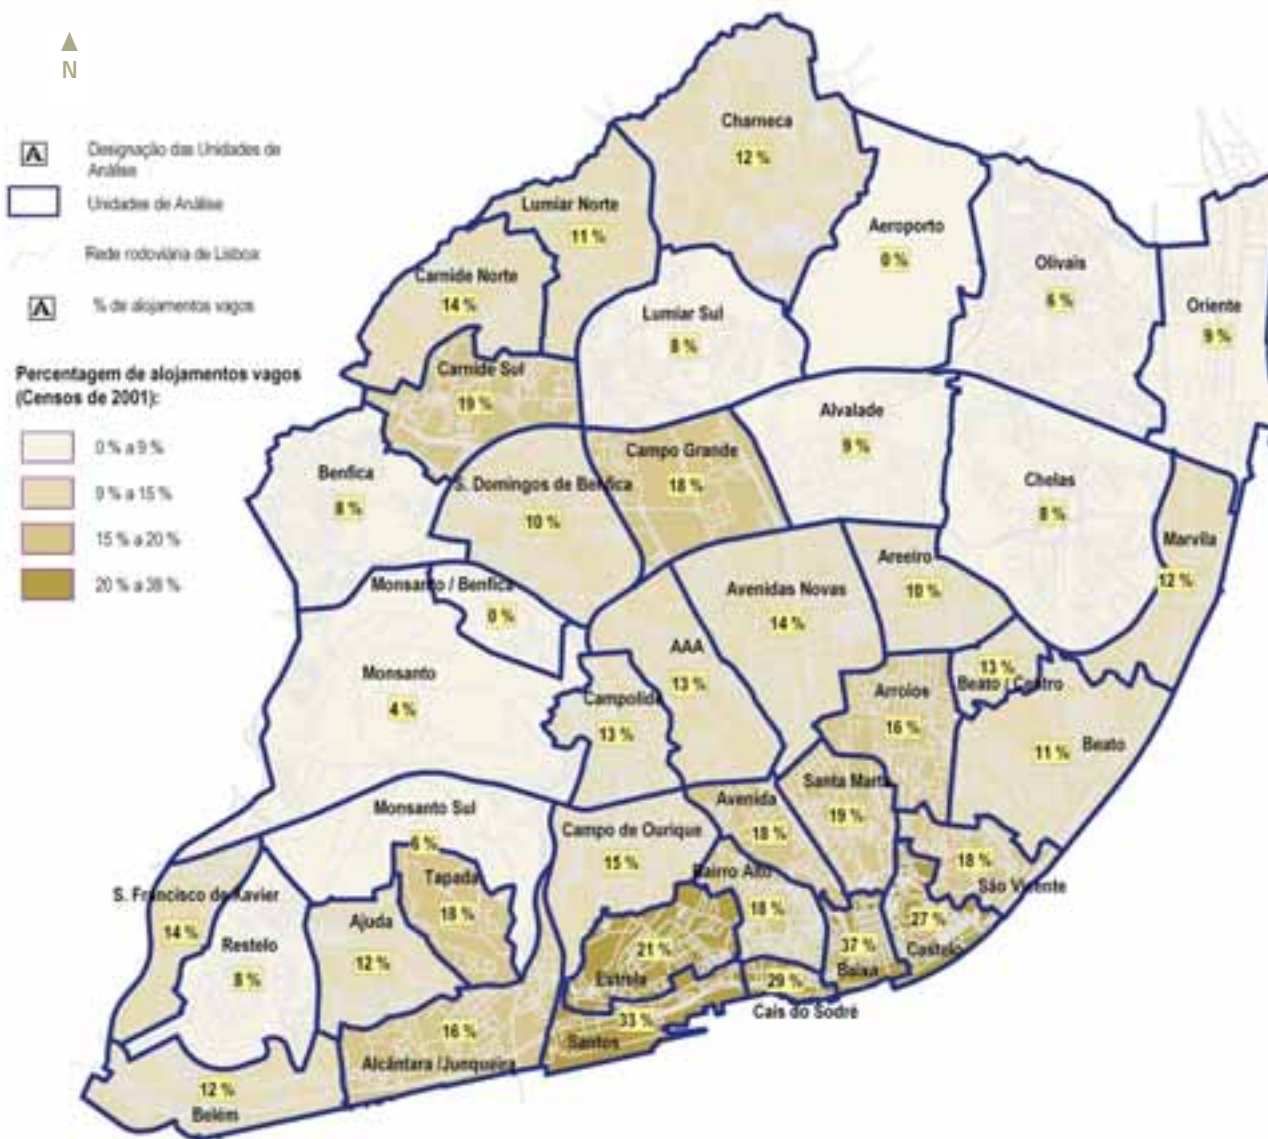 N
Designação das Unidades de
Análise
Unidades de Análise
Rede rodoviária de Lisboa
% de alojamentos vagos
Percentagem de alojamentos vagos
(Censos de 2001):
0 % a 9 %
9 % a 15 %
15 % a 20 %
20 % a 38 %
Charneca
12 %
Lumiar Norte
11 %
Aeroporto
0 %
Olivais
6 %
Carnide Norte
14 %
Lumiar Sul
8 %
Oriente
9 %
Carnide Sul
19 %
Alvalade
9 %
Campo Grande
18 %
Benfica
8 %
S. Domingos de Benfica
10 %
Chelas
8 %
Marvila
12 %
Areeiro
10 %
Monsanto / Benfica
0 %
Avenidas Novas
14 %
AAA
13 %
Monsanto
4 %
13 %
Beato / Centro
Campolide
13 %
Arroios
16 %
11 %
Beato
Santa Marta
19 %
Avenida
18 %
Monsanto Sul
6 %
Campo de Ourique
15 %
Tapada
18 %
Bairro Alto
18 %
18 %
São Vicente
S. Francisco de Xavier
14 %
Ajuda
12 %
Restelo
8 %
27 %
Castelo
37 %
Baixa
21 %
Estrela
29 %
Cais do Sodré
33 %
Santos
16 %
Alcântara /Junqueira
12 %
Belém